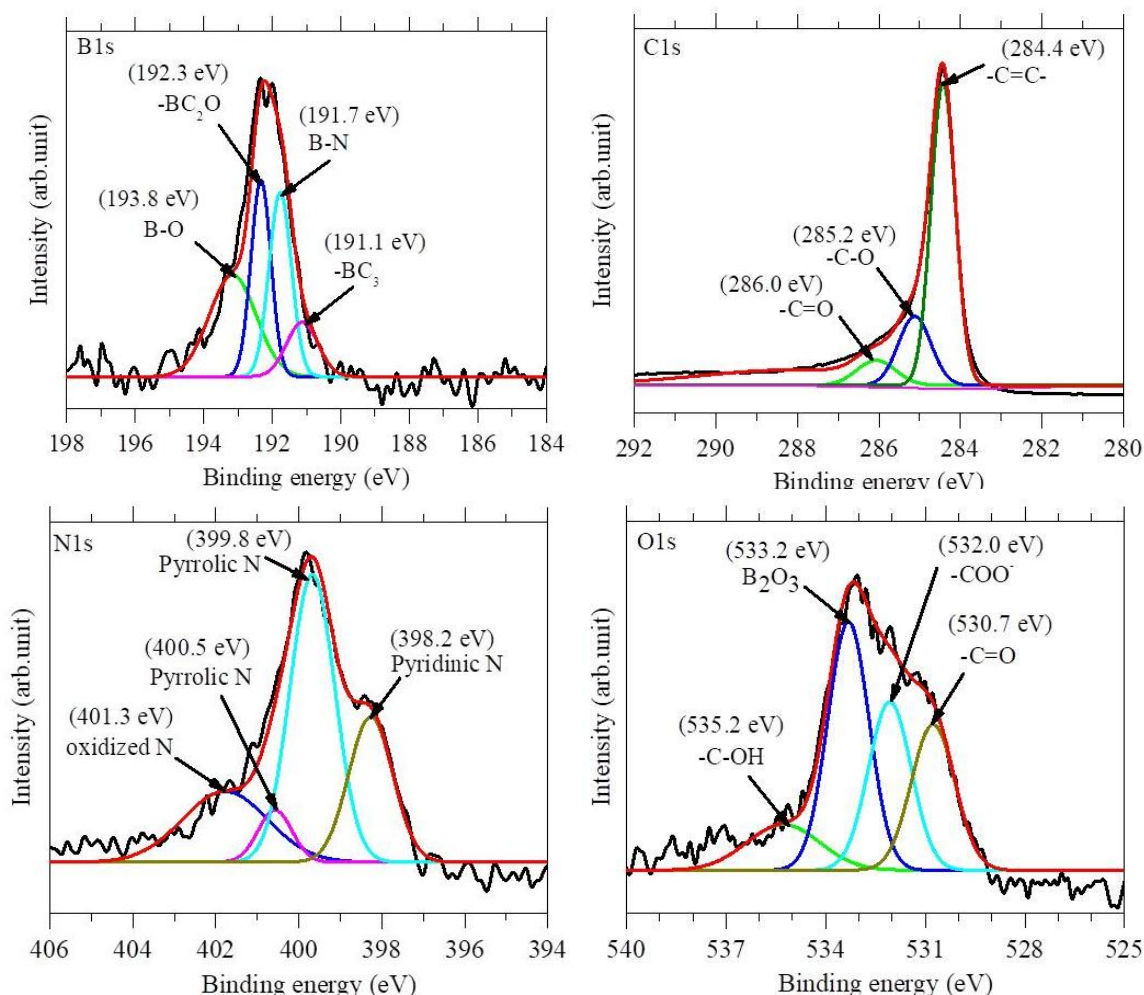 B1s
(192.3 eV)
-BC₂O
(191.7 eV)
B-N
(193.8 eV)
B-O
(191.1 eV)
-BC₃
Intensity (arb.unit)
198 196 194 192 190 188 186 184
Binding energy (eV)
C1s
(284.4 eV)
-C=C-
(285.2 eV)
-C-O
(286.0 eV)
-C=O
Intensity (arb.unit)
292 290 288 286 284 282 280
Binding energy (eV)
N1s
(399.8 eV)
Pyrrolic N
(398.2 eV)
Pyridinic N
(400.5 eV)
Pyrrolic N
(401.3 eV)
oxidized N
Intensity (arb.unit)
406 404 402 400 398 396 394
Binding energy (eV)
O1s
(533.2 eV)
B₂O₃
(532.0 eV)
-COO⁻
(530.7 eV)
-C=O
(535.2 eV)
-C-OH
Intensity (arb.unit)
540 537 533 531 528 525
Binding energy (eV)